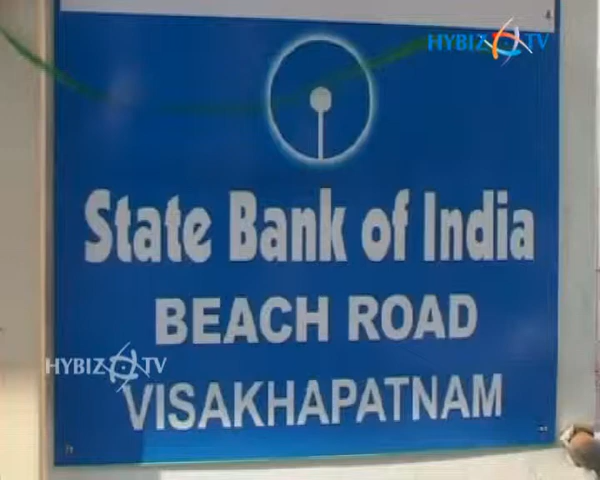 HYBIZ TV
State Bank of India
BEACH ROAD
HYBIZ TV
VISAKHAPATNAM